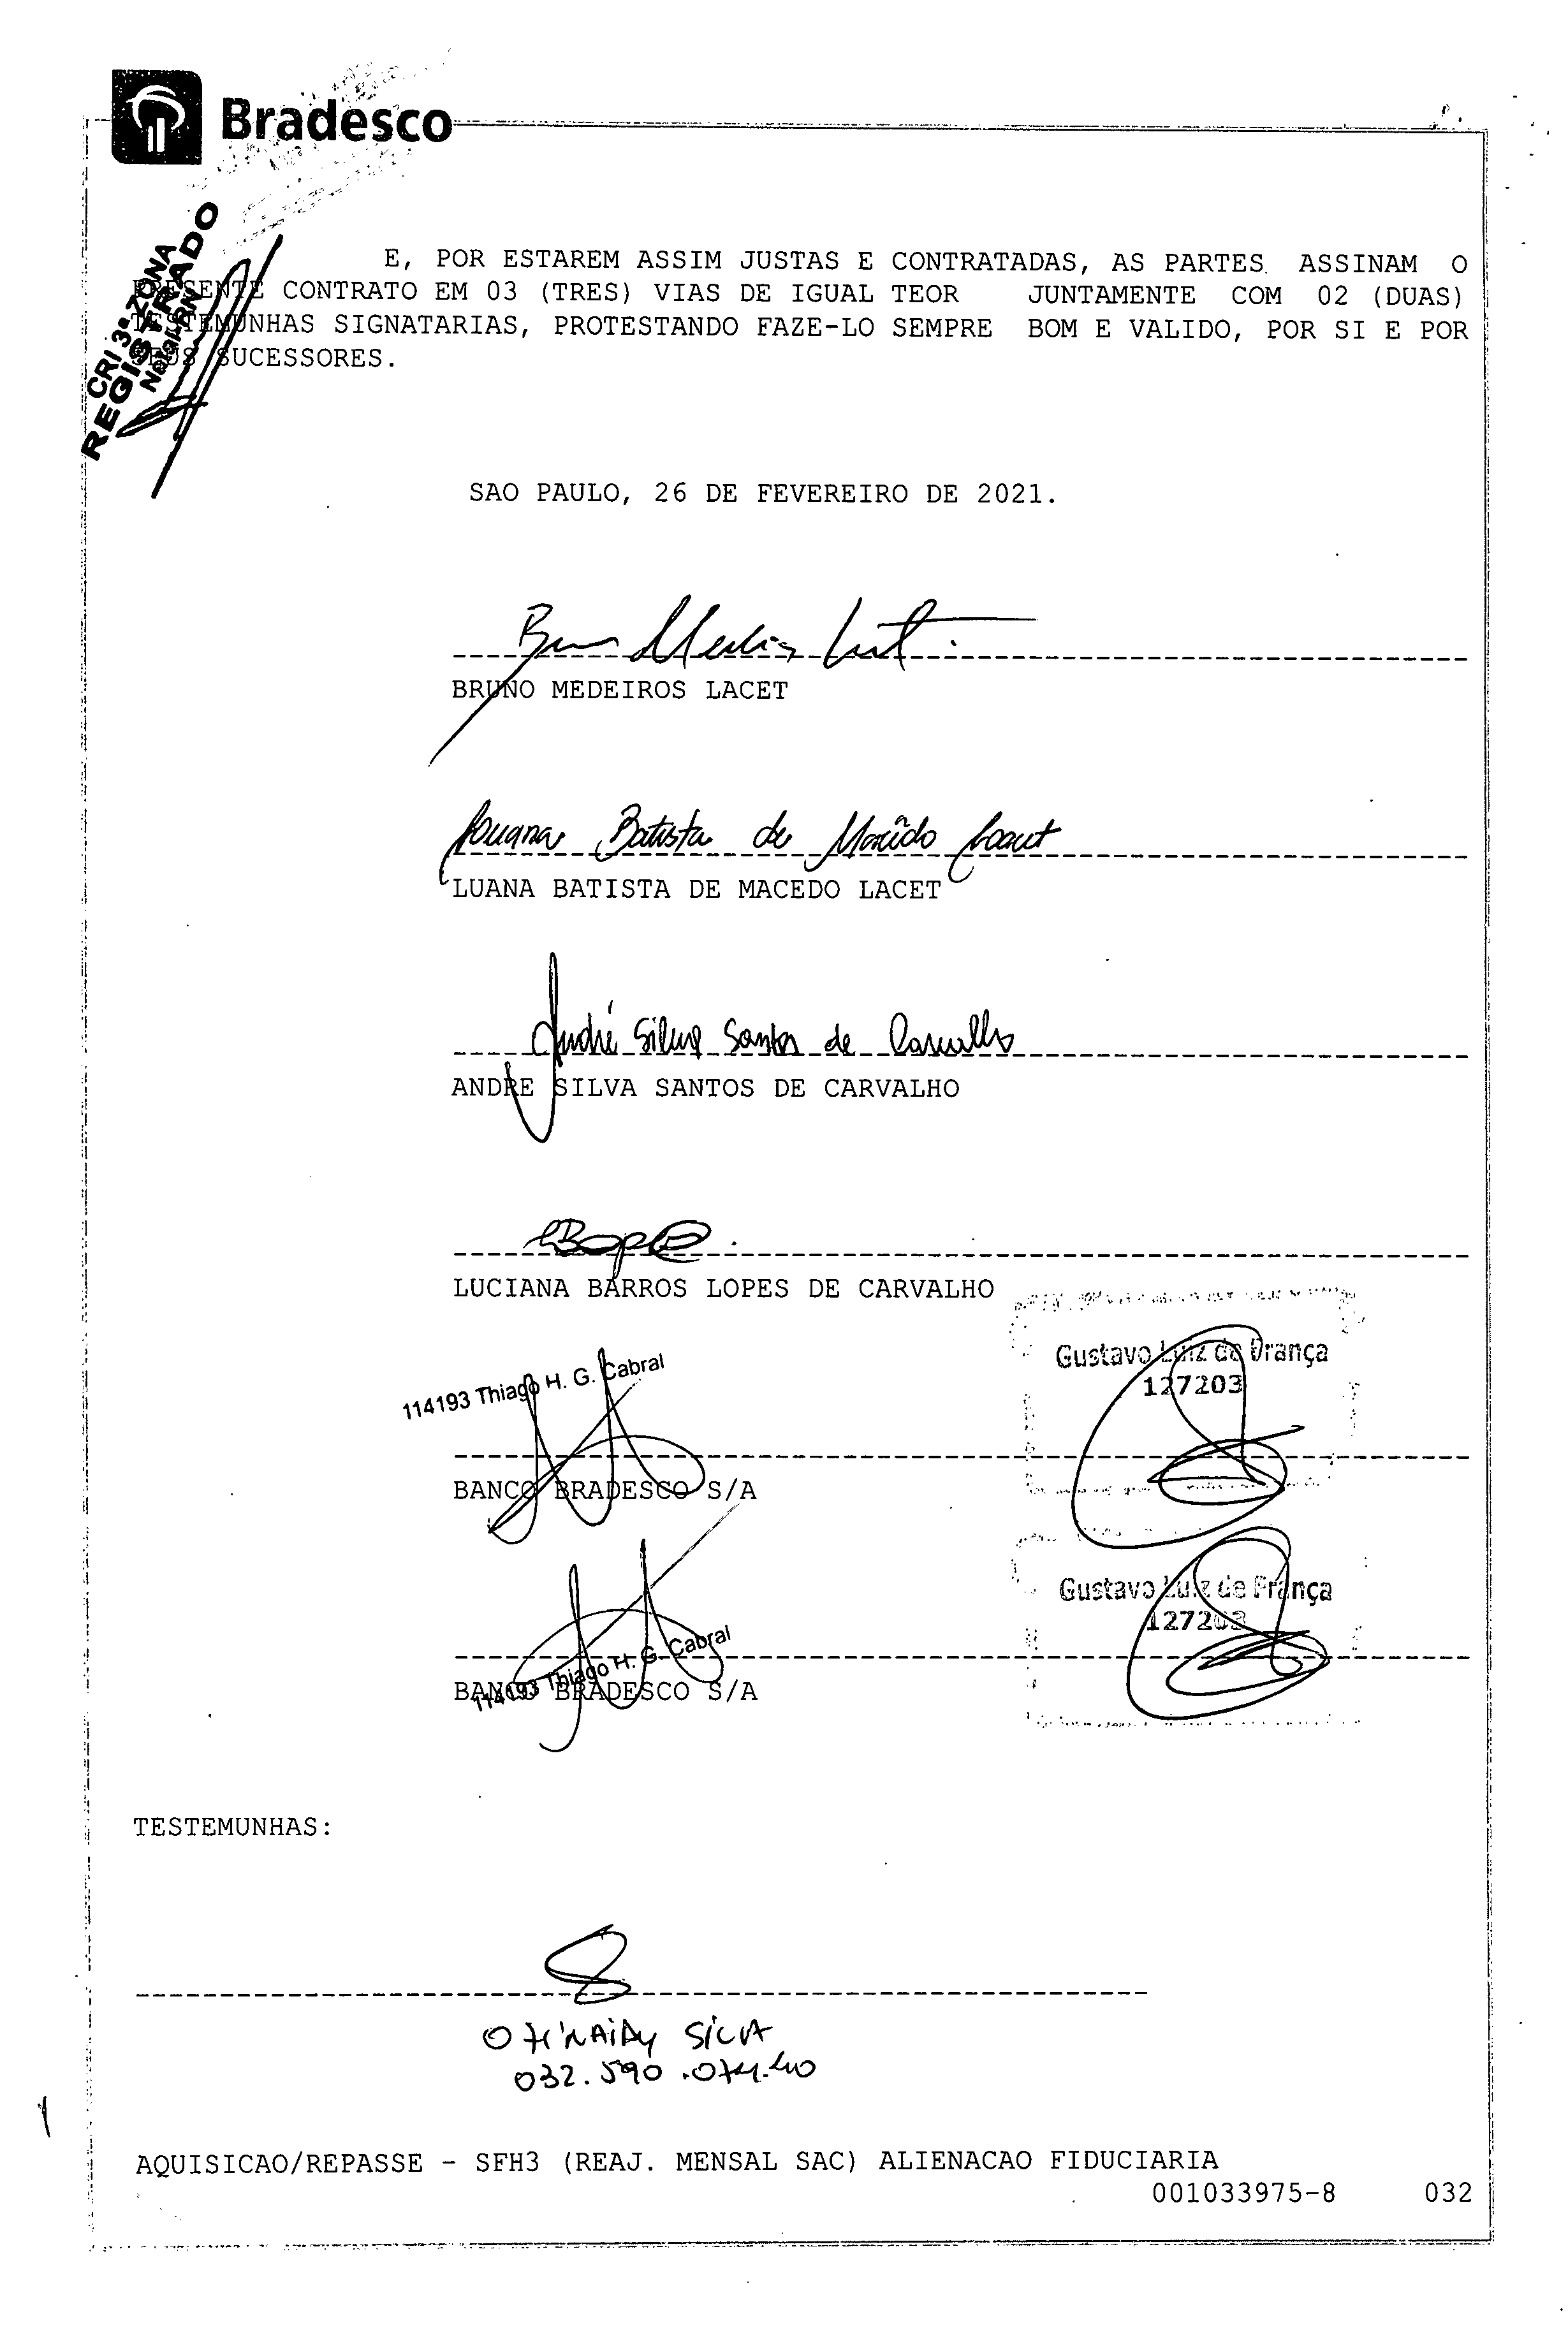 Bradesco
CRI 3ª ZONA
REGISTRADO
Natal-RN
E, POR ESTAREM ASSIM JUSTAS E CONTRATADAS, AS PARTES ASSINAM O
PRESENTE CONTRATO EM 03 (TRES) VIAS DE IGUAL TEOR JUNTAMENTE COM 02 (DUAS)
TESTEMUNHAS SIGNATARIAS, PROTESTANDO FAZE-LO SEMPRE BOM E VALIDO, POR SI E POR
SEUS SUCESSORES.
SAO PAULO, 26 DE FEVEREIRO DE 2021.
BRUNO MEDEIROS LACET
Luana Batista de Macêdo Lacet
LUANA BATISTA DE MACEDO LACET
André Silva Santos de Carvalho
ANDRE SILVA SANTOS DE CARVALHO
LUCIANA BARROS LOPES DE CARVALHO
114193 Thiago H. G. Cabral
Gustavo Luiz de França
127203
BANCO BRADESCO S/A
Gustavo Luiz de França
127203
114193 Thiago H. G. Cabral
BANCO BRADESCO S/A
TESTEMUNHAS:
SILVA
032.590.074-40
AQUISICAO/REPASSE - SFH3 (REAJ. MENSAL SAC) ALIENACAO FIDUCIARIA
001033975-8 032